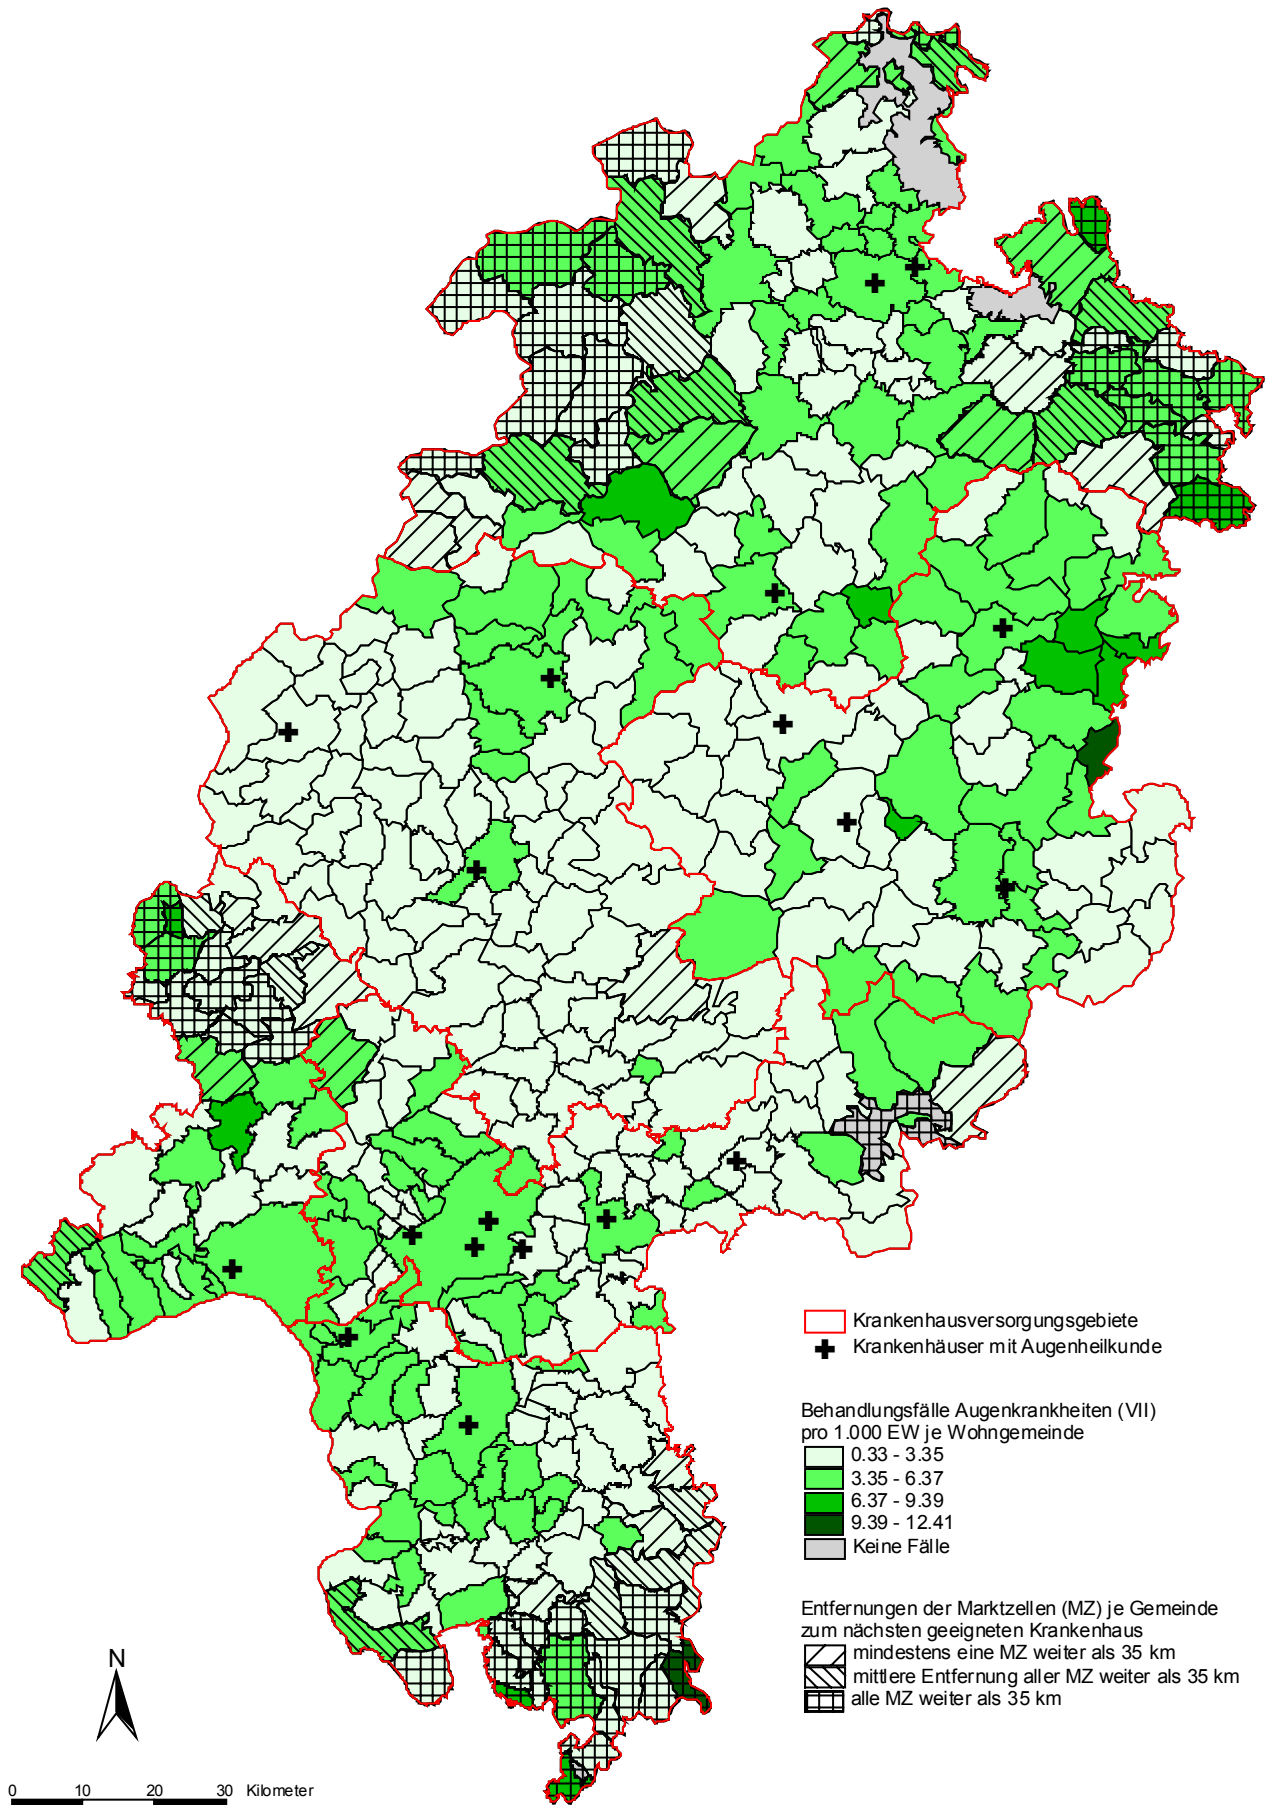 Krankenhausversorgungsgebiete
Krankenhäuser mit Augenheilkunde
Behandlungsfälle Augenkrankheiten (VII)
pro 1.000 EW je Wohngemeinde
0.33 - 3.35
3.35 - 6.37
6.37 - 9.39
9.39 - 12.41
Keine Fälle
Entfernungen der Marktzellen (MZ) je Gemeinde
zum nächsten geeigneten Krankenhaus
mindestens eine MZ weiter als 35 km
mittlere Entfernung aller MZ weiter als 35 km
alle MZ weiter als 35 km
N
0 10 20 30 Kilometer